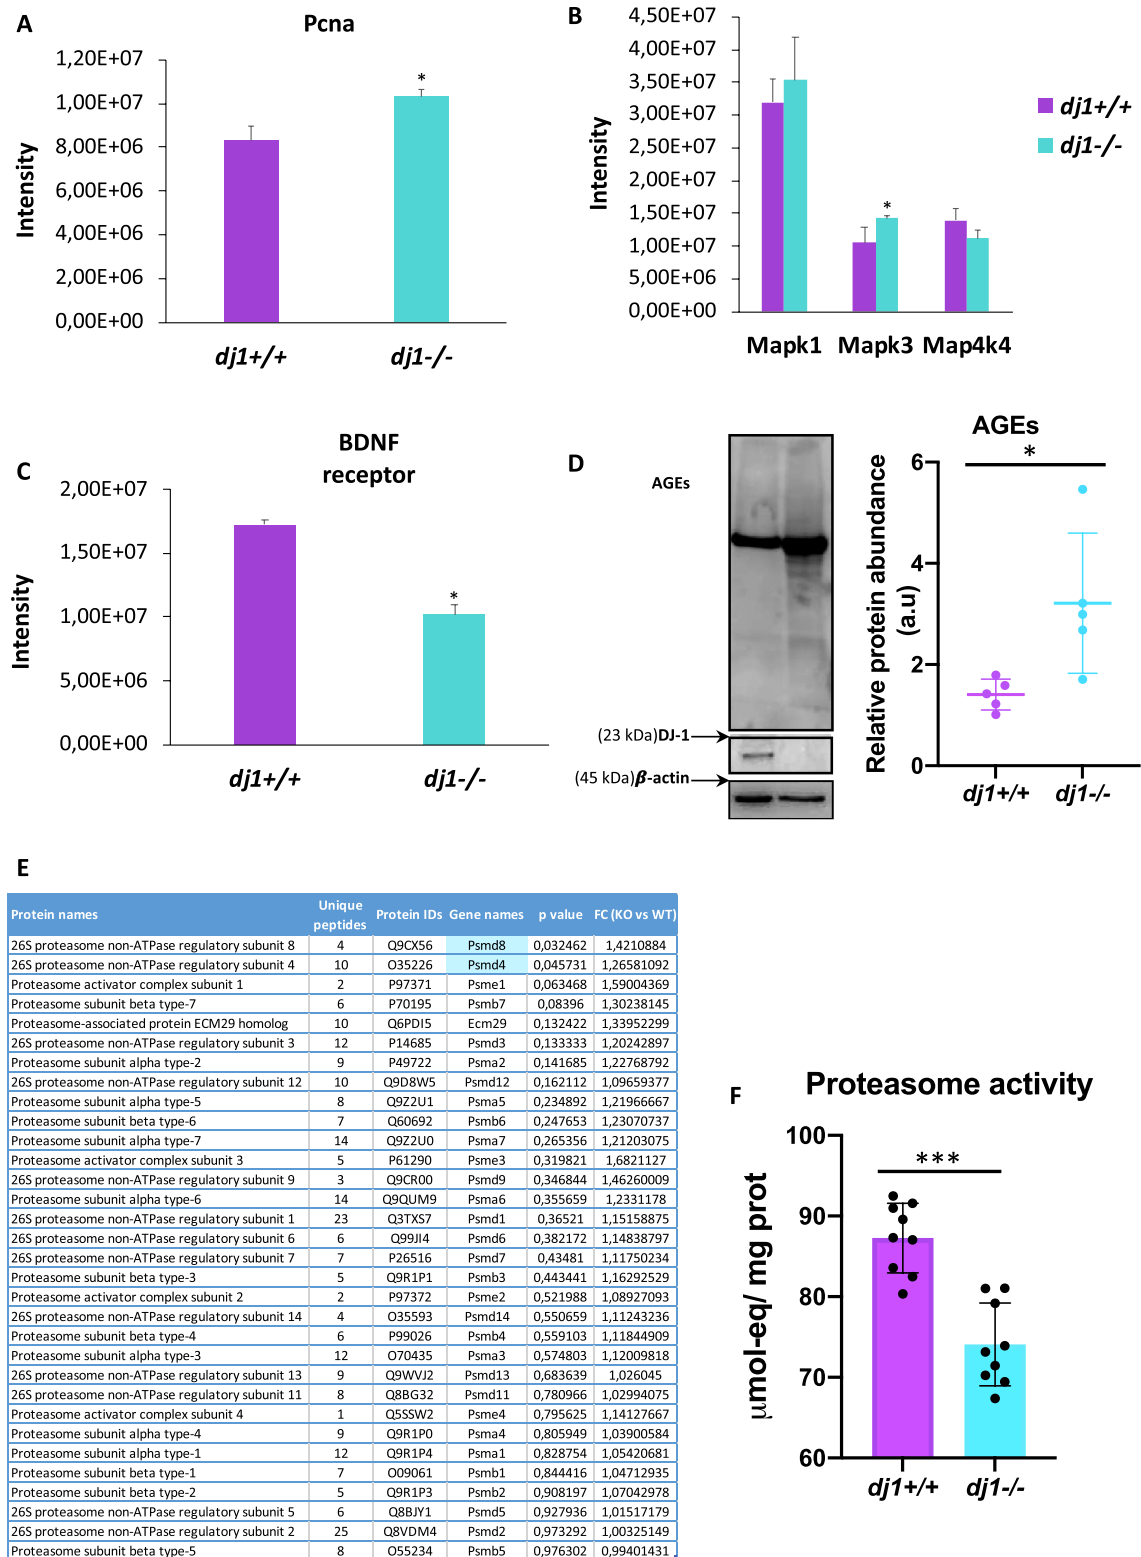 A
Pcna
1,20E+07
1,00E+07
8,00E+06
6,00E+06
4,00E+06
2,00E+06
0,00E+00
Intensity
*
dj1+/+
dj1-/-
B
4,50E+07
4,00E+07
3,50E+07
3,00E+07
2,50E+07
2,00E+07
1,50E+07
1,00E+07
5,00E+06
0,00E+00
Intensity
*
Mapk1 Mapk3 Map4k4
dj1+/+
dj1-/-
C
BDNF
receptor
2,00E+07
1,50E+07
1,00E+07
5,00E+06
0,00E+00
Intensity
*
dj1+/+
dj1-/-
D
AGEs
(23 kDa)DJ-1
(45 kDa)β-actin
AGEs
*
6
4
2
0
Relative protein abundance
(a.u)
dj1+/+
dj1-/-
E
Protein names Unique peptides Protein IDs Gene names p value FC (KO vs WT)
26S proteasome non-ATPase regulatory subunit 8 4 Q9CX56 Psmd8 0,032462 1,4210884
26S proteasome non-ATPase regulatory subunit 4 10 O35226 Psmd4 0,045731 1,26581092
Proteasome activator complex subunit 1 2 P97371 Psme1 0,063468 1,59004369
Proteasome subunit beta type-7 6 P70195 Psmb7 0,08396 1,30238145
Proteasome-associated protein ECM29 homolog 10 Q6PDI5 Ecm29 0,132422 1,33952299
26S proteasome non-ATPase regulatory subunit 3 12 P14685 Psmd3 0,133333 1,20242897
Proteasome subunit alpha type-2 9 P49722 Psma2 0,141685 1,22768792
26S proteasome non-ATPase regulatory subunit 12 10 Q9D8W5 Psmd12 0,162112 1,09659377
Proteasome subunit alpha type-5 8 Q9Z2U1 Psma5 0,234892 1,21966667
Proteasome subunit beta type-6 7 Q60692 Psmb6 0,247653 1,23070737
Proteasome subunit alpha type-7 14 Q9Z2U0 Psma7 0,265356 1,21203075
Proteasome activator complex subunit 3 5 P61290 Psme3 0,319821 1,6821127
26S proteasome non-ATPase regulatory subunit 9 3 Q9CR00 Psmd9 0,346844 1,46260009
Proteasome subunit alpha type-6 14 Q9QUM9 Psma6 0,355659 1,2331178
26S proteasome non-ATPase regulatory subunit 1 23 Q3TXS7 Psmd1 0,36521 1,15158875
26S proteasome non-ATPase regulatory subunit 6 6 Q99JI4 Psmd6 0,382172 1,14838797
26S proteasome non-ATPase regulatory subunit 7 7 P26516 Psmd7 0,43481 1,11750234
Proteasome subunit beta type-3 5 Q9R1P1 Psmb3 0,443441 1,16292529
Proteasome activator complex subunit 2 2 P97372 Psme2 0,521988 1,08927093
26S proteasome non-ATPase regulatory subunit 14 4 O35593 Psmd14 0,550659 1,11243236
Proteasome subunit beta type-4 6 P99026 Psmb4 0,559103 1,11844909
Proteasome subunit alpha type-3 12 O70435 Psma3 0,574803 1,12009818
26S proteasome non-ATPase regulatory subunit 13 9 Q9WVJ2 Psmd13 0,683639 1,026045
26S proteasome non-ATPase regulatory subunit 11 8 Q8BG32 Psmd11 0,780966 1,02994075
Proteasome activator complex subunit 4 1 Q5SSW2 Psme4 0,795625 1,14127667
Proteasome subunit alpha type-4 9 Q9R1P0 Psma4 0,805949 1,03900584
Proteasome subunit alpha type-1 12 Q9R1P4 Psma1 0,828754 1,05420681
Proteasome subunit beta type-1 7 O09061 Psmb1 0,844416 1,04712935
Proteasome subunit beta type-2 5 Q9R1P3 Psmb2 0,908197 1,07042978
26S proteasome non-ATPase regulatory subunit 5 6 Q8BJY1 Psmd5 0,927936 1,01517179
26S proteasome non-ATPase regulatory subunit 2 25 Q8VDM4 Psmd2 0,973292 1,00325149
Proteasome subunit beta type-5 8 O55234 Psmb5 0,976302 0,99401431
F
Proteasome activity
***
100
90
80
70
60
μmol-eq/ mg prot
dj1+/+
dj1-/-